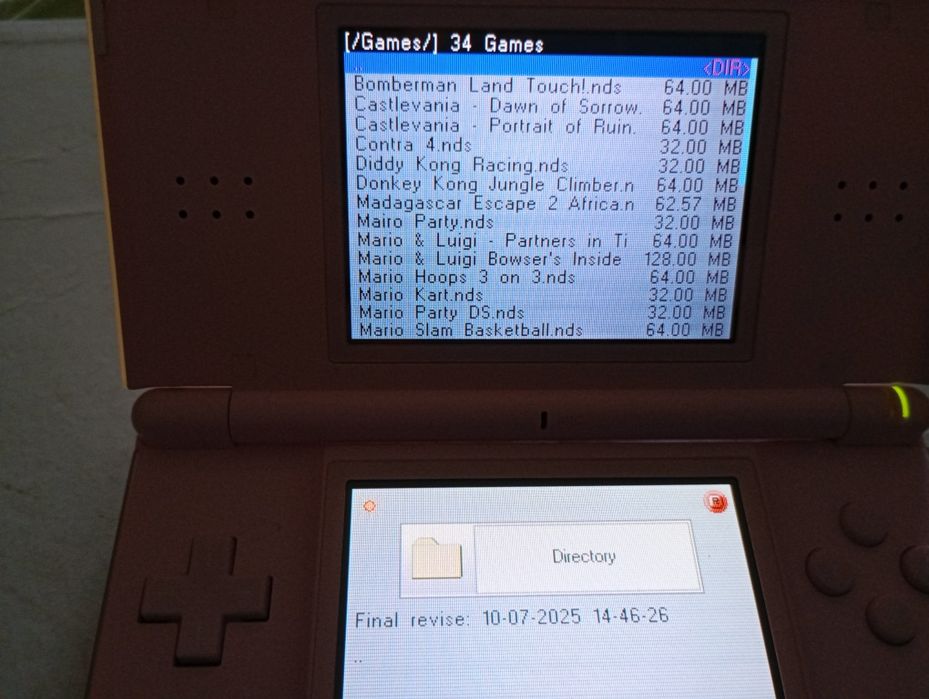 [/Games/] 34 Games
.. <DIR>
Bomberman Land Touch!.nds 64.00 MB
Castlevania - Dawn of Sorrow. 64.00 MB
Castlevania - Portrait of Ruin. 64.00 MB
Contra 4.nds 32.00 MB
Diddy Kong Racing.nds 32.00 MB
Donkey Kong Jungle Climber.n 64.00 MB
Madagascar Escape 2 Africa.n 62.57 MB
Mairo Party.nds 32.00 MB
Mario & Luigi - Partners in Ti 64.00 MB
Mario & Luigi Bowser's Inside 128.00 MB
Mario Hoops 3 on 3.nds 64.00 MB
Mario Kart.nds 32.00 MB
Mario Party DS.nds 32.00 MB
Mario Slam Basketball.nds 64.00 MB
R
Directory
Final revise: 10-07-2025 14-46-26
..